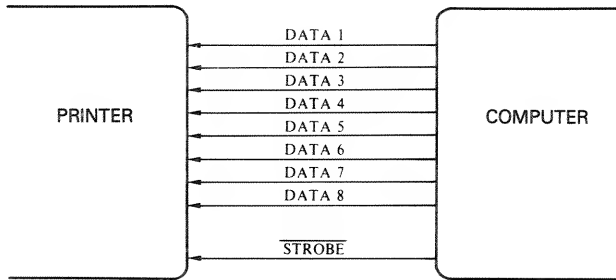 DATA 1
DATA 2
DATA 3
DATA 4
PRINTER
COMPUTER
DATA 5
DATA 6
DATA 7
DATA 8
STROBE